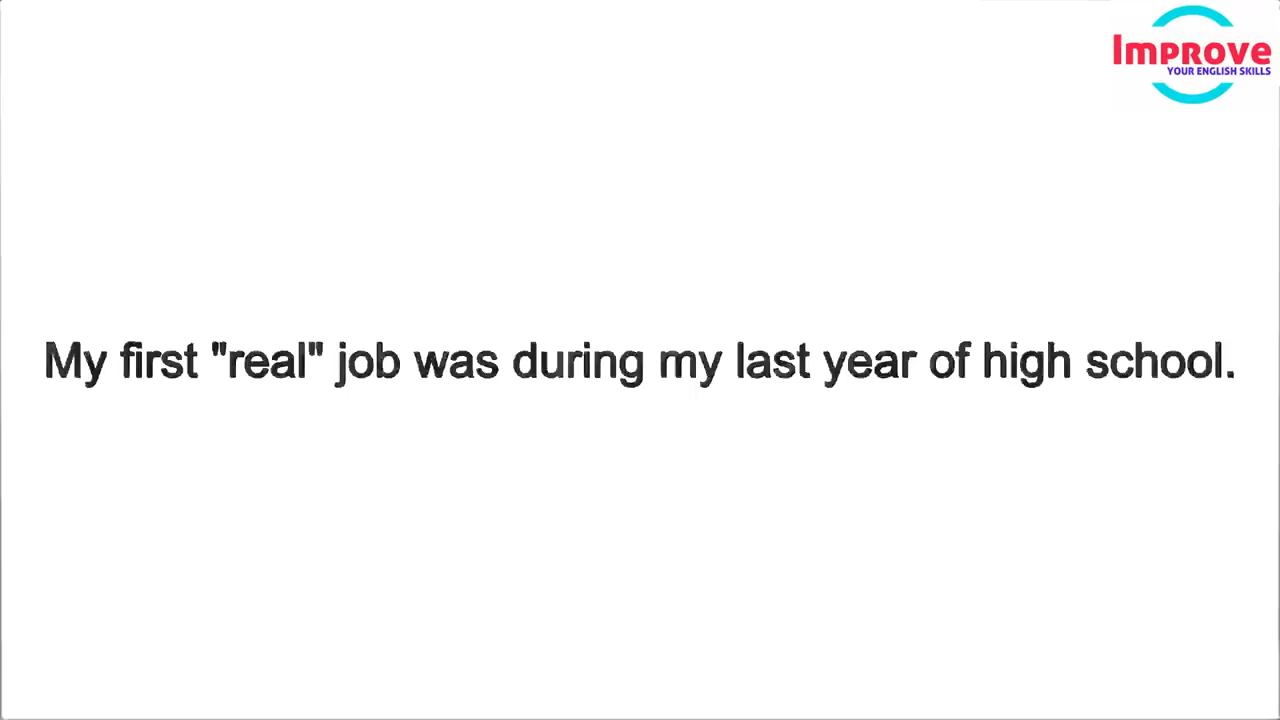 Improve
YOUR ENGLISH SKILLS
My first "real" job was during my last year of high school.